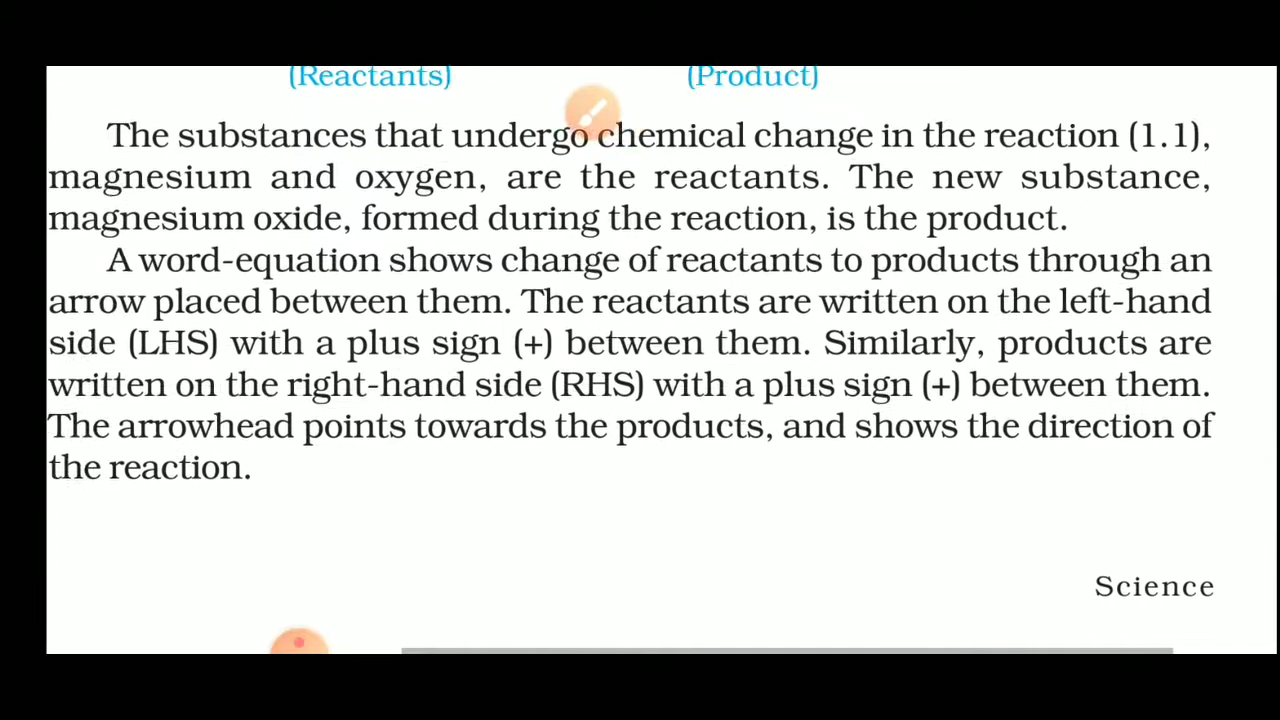 (Reactants) (Product)
The substances that undergo chemical change in the reaction (1.1),
magnesium and oxygen, are the reactants. The new substance,
magnesium oxide, formed during the reaction, is the product.
A word-equation shows change of reactants to products through an
arrow placed between them. The reactants are written on the left-hand
side (LHS) with a plus sign (+) between them. Similarly, products are
written on the right-hand side (RHS) with a plus sign (+) between them.
The arrowhead points towards the products, and shows the direction of
the reaction.
Science